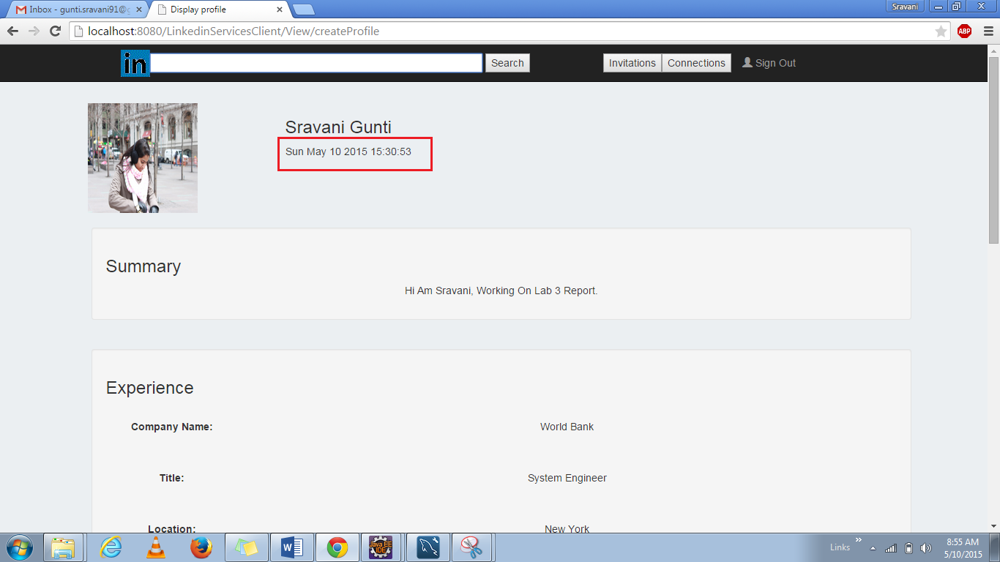 Inbox - gunti.sravani91@g
Display profile
Sravani
localhost:8080/LinkedinServicesClient/View/createProfile
ABP
in
Search
Invitations
Connections
Sign Out
Sravani Gunti
Sun May 10 2015 15:30:53
Summary
Hi Am Sravani, Working On Lab 3 Report.
Experience
Company Name:
World Bank
Title:
System Engineer
Location:
New York
W
Java EE
IDE
Links
8:55 AM
5/10/2015